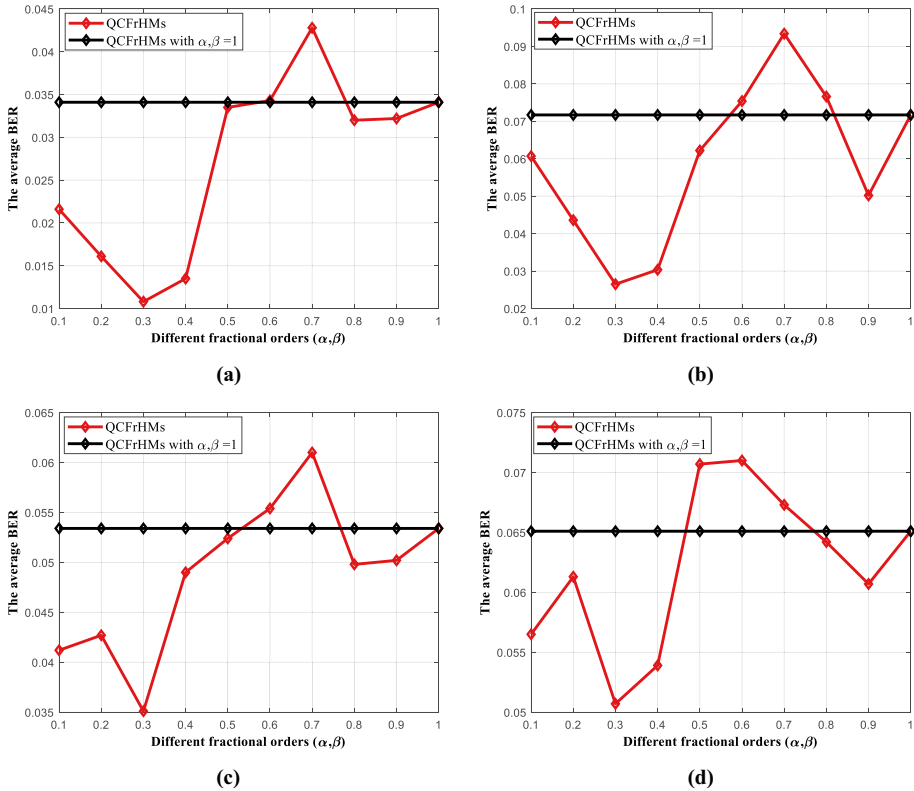 0.045
0.04
0.035
0.03
0.025
0.02
0.015
0.01
The average BER
QCFrHMs
QCFrHMs with α,β =1
0.1 0.2 0.3 0.4 0.5 0.6 0.7 0.8 0.9 1
Different fractional orders (α,β)
(a)
0.1
0.09
0.08
0.07
0.06
0.05
0.04
0.03
0.02
The average BER
QCFrHMs
QCFrHMs with α,β =1
0.1 0.2 0.3 0.4 0.5 0.6 0.7 0.8 0.9 1
Different fractional orders (α,β)
(b)
0.065
0.06
0.055
0.05
0.045
0.04
0.035
The average BER
QCFrHMs
QCFrHMs with α,β =1
0.1 0.2 0.3 0.4 0.5 0.6 0.7 0.8 0.9 1
Different fractional orders (α,β)
(c)
0.075
0.07
0.065
0.06
0.055
0.05
The average BER
QCFrHMs
QCFrHMs with α,β =1
0.1 0.2 0.3 0.4 0.5 0.6 0.7 0.8 0.9 1
Different fractional orders (α,β)
(d)